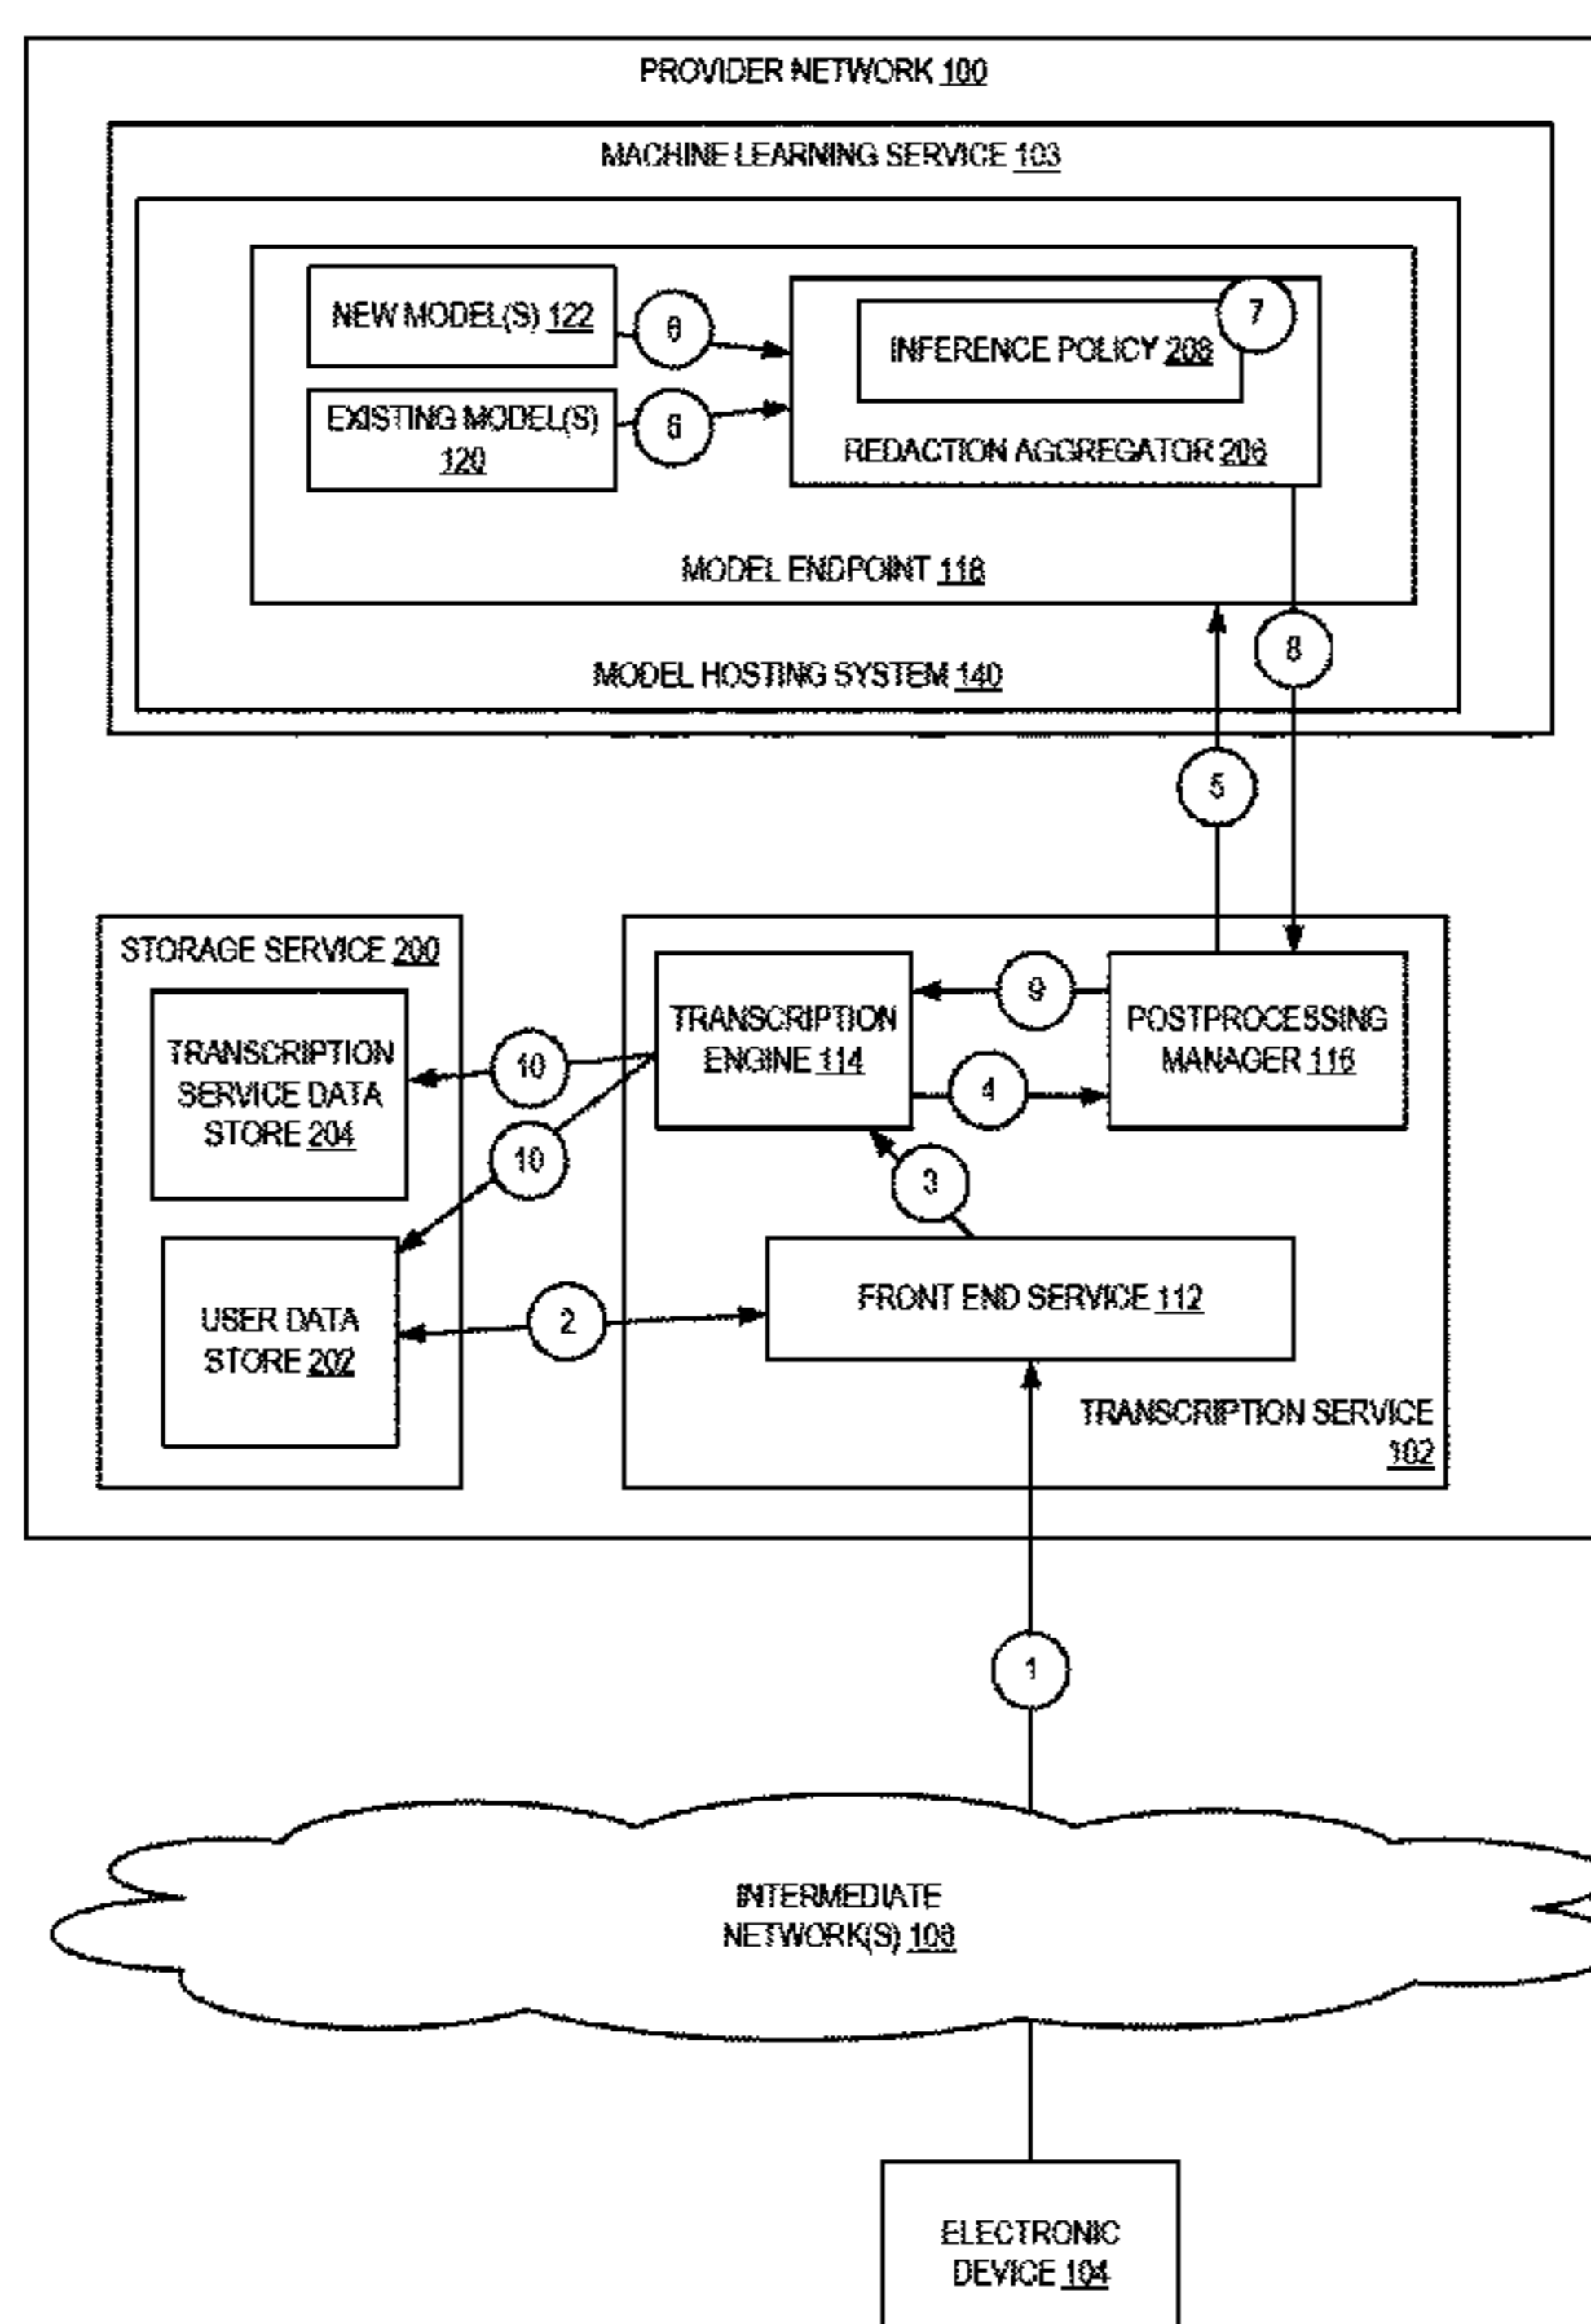 PROVIDER NETWORK 100
MACHINE LEARNING SERVICE 103
NEW MODEL(S) 122
6
7
INFERENCE POLICY 208
EXISTING MODEL(S)
120
6
REDACTION AGGREGATOR 206
MODEL ENDPOINT 118
8
MODEL HOSTING SYSTEM 140
5
STORAGE SERVICE 200
TRANSCRIPTION
SERVICE DATA
STORE 204
10
10
TRANSCRIPTION
ENGINE 114
9
4
POSTPROCESSING
MANAGER 116
3
USER DATA
STORE 202
2
FRONT END SERVICE 112
TRANSCRIPTION SERVICE
102
1
INTERMEDIATE
NETWORK(S) 106
ELECTRONIC
DEVICE 104